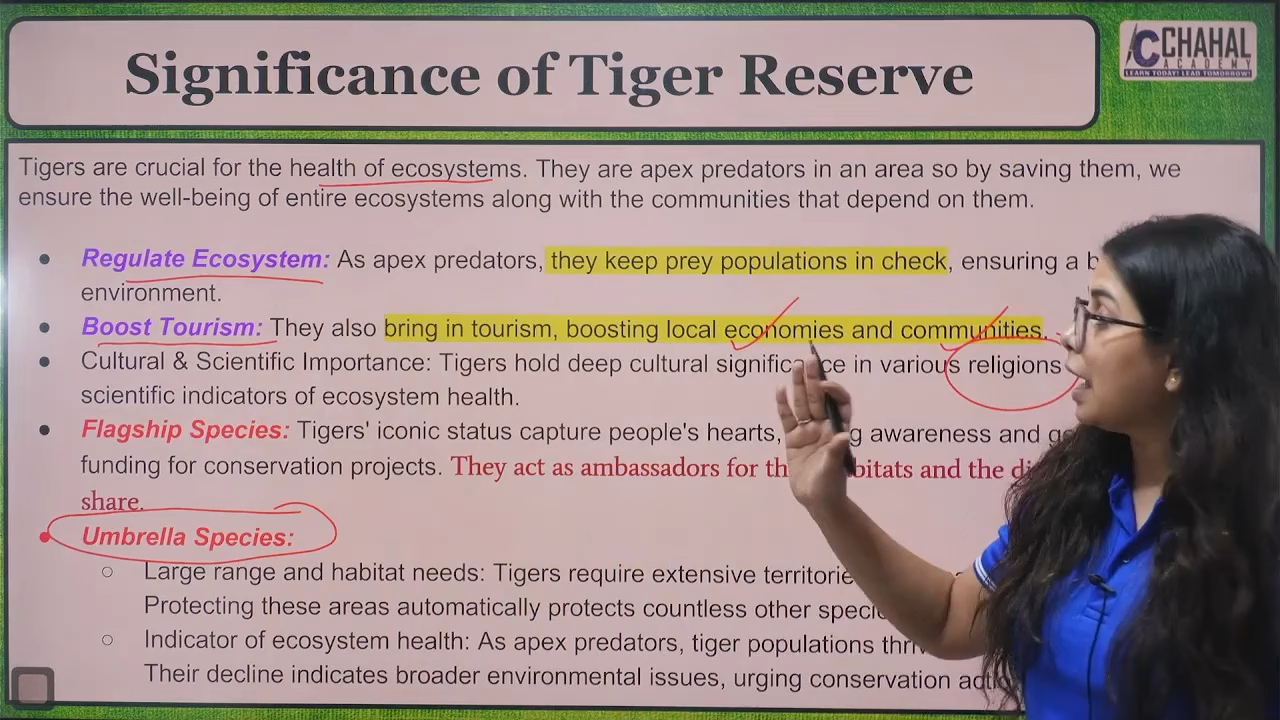 Significance of Tiger Reserve
CHAHAL
ACADEMY
LEARN TODAY! LEAD TOMORROW!
Tigers are crucial for the health of ecosystems. They are apex predators in an area so by saving them, we
ensure the well-being of entire ecosystems along with the communities that depend on them.
● Regulate Ecosystem: As apex predators, they keep prey populations in check, ensuring a
environment.
● Boost Tourism: They also bring in tourism, boosting local economies and communities.
● Cultural & Scientific Importance: Tigers hold deep cultural significance in various religions
scientific indicators of ecosystem health.
● Flagship Species: Tigers' iconic status capture people's hearts, awareness and
funding for conservation projects. They act as ambassadors for and the
share.
● Umbrella Species:
○ Large range and habitat needs: Tigers require extensive
Protecting these areas automatically protects countless other
○ Indicator of ecosystem health: As apex predators, tiger populations
Their decline indicates broader environmental issues, urging conservation